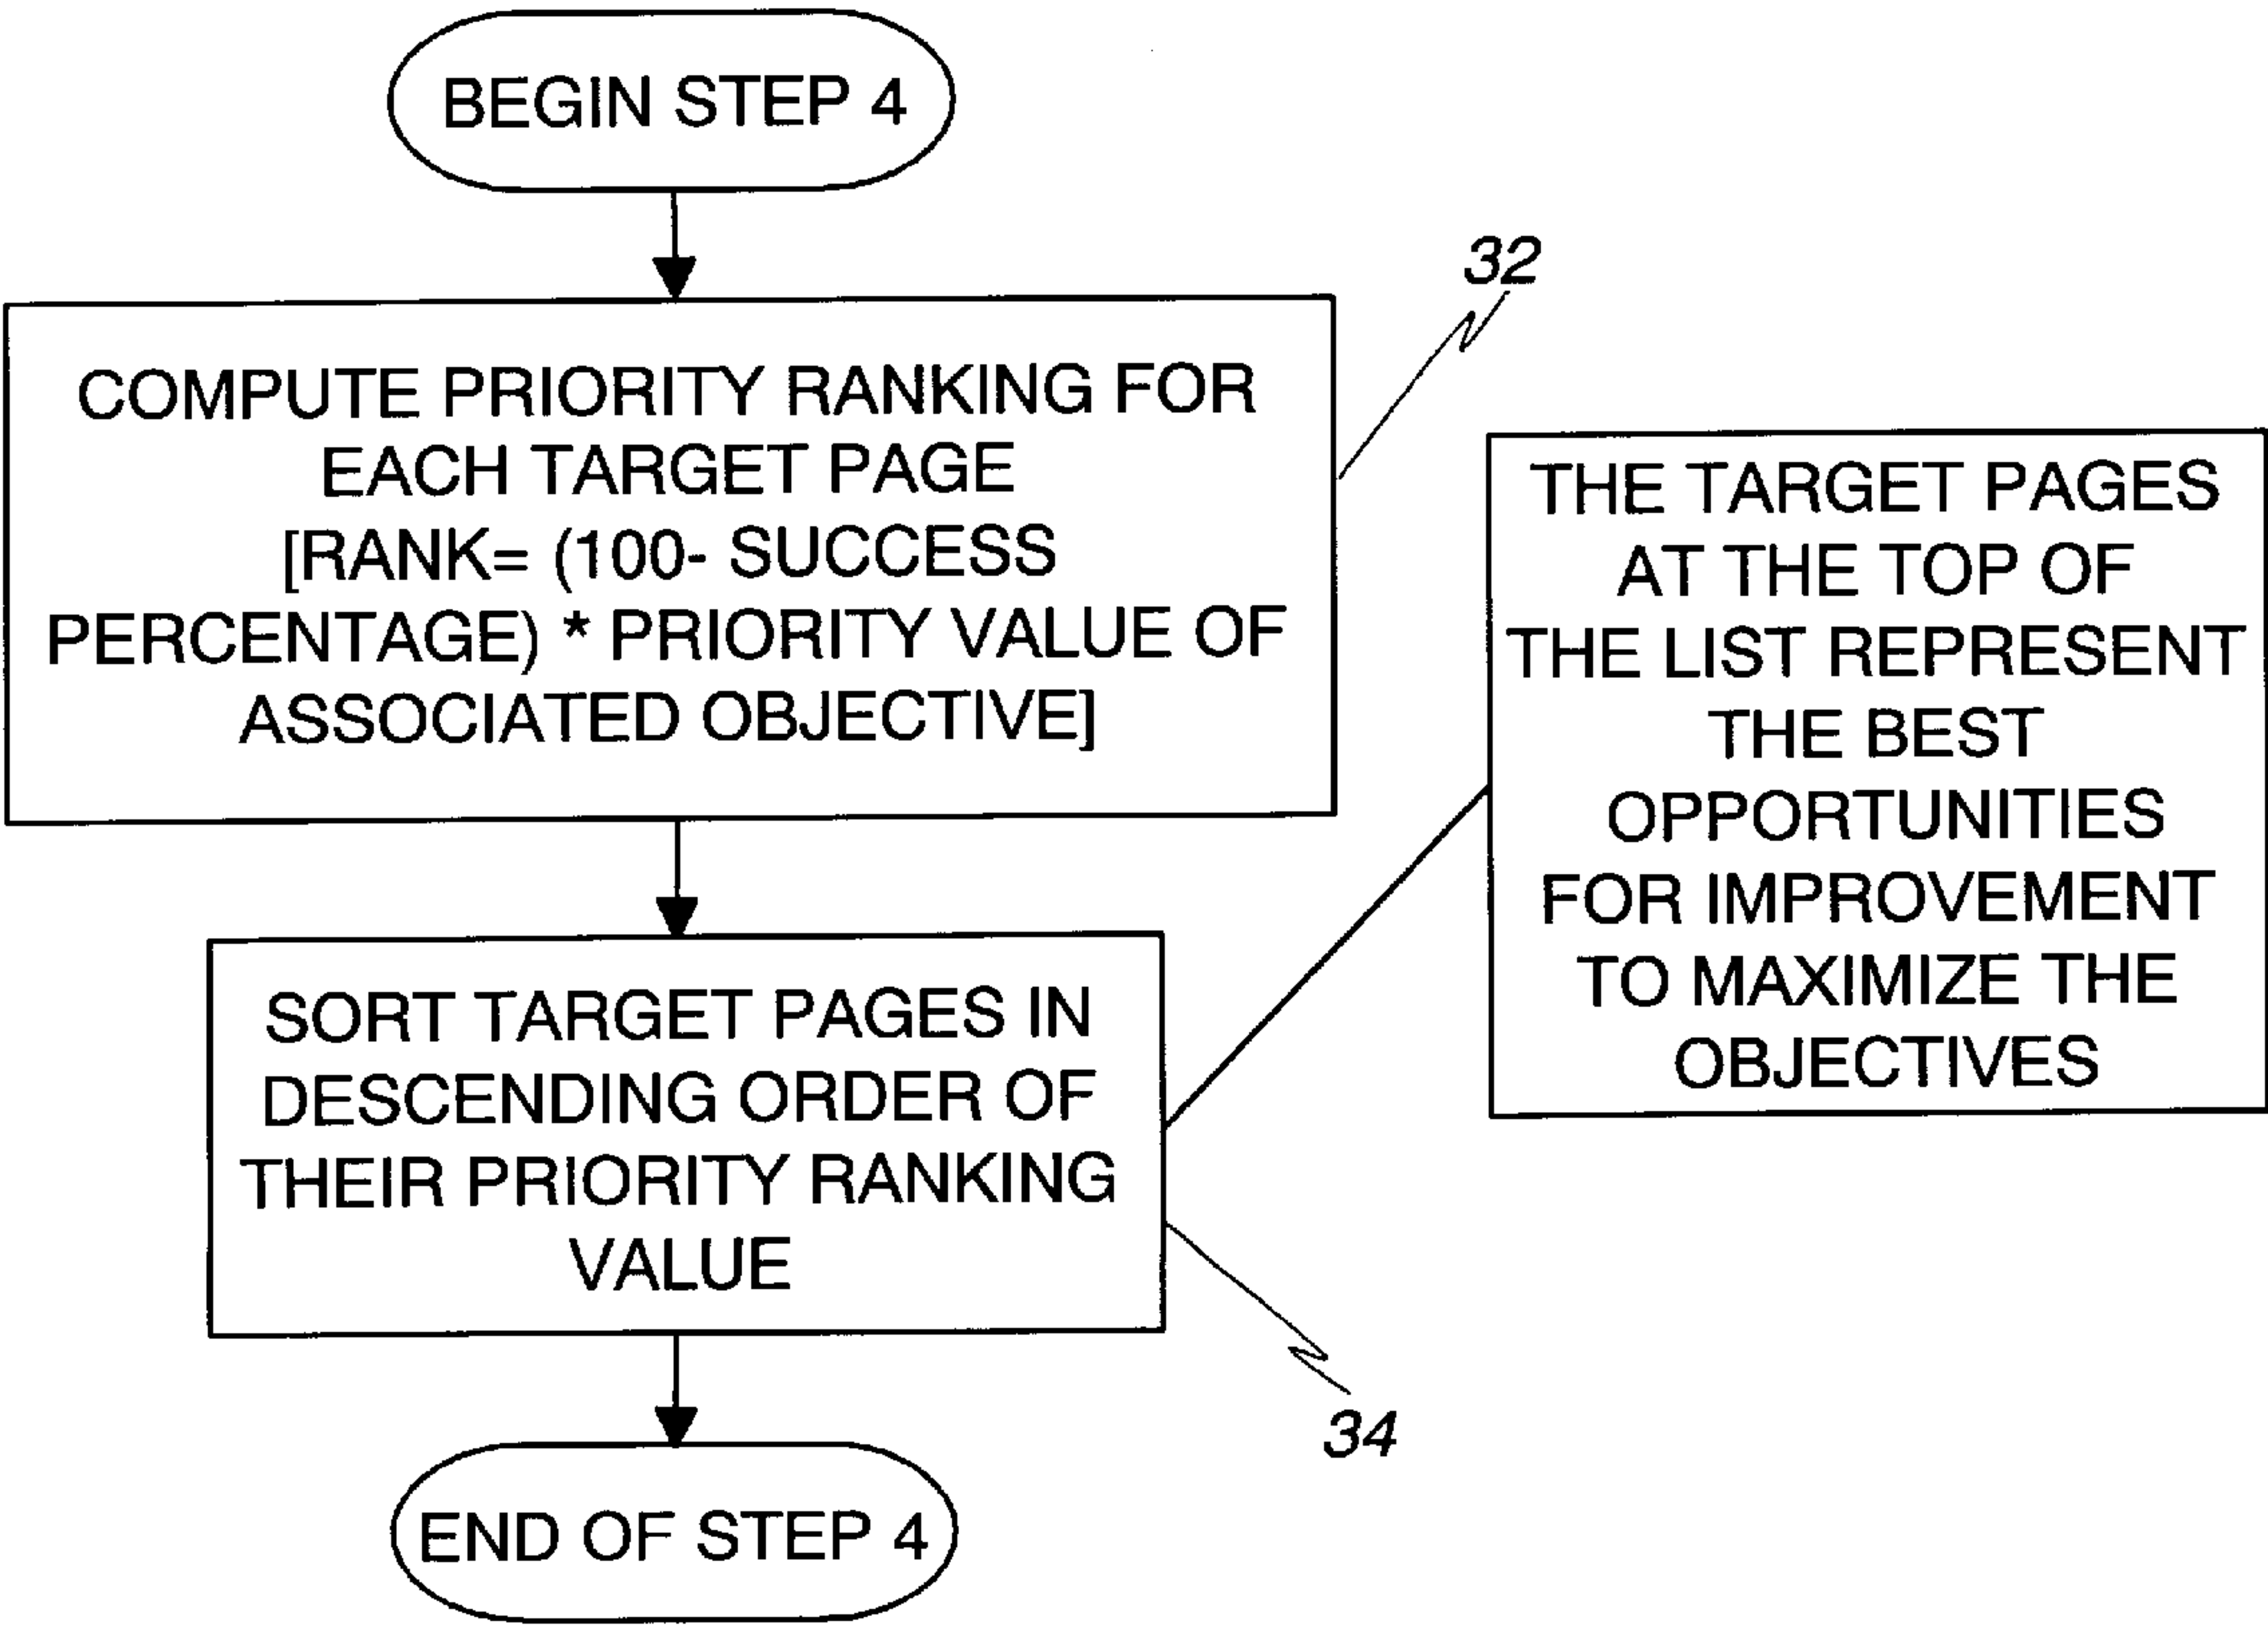 BEGIN STEP 4
32
COMPUTE PRIORITY RANKING FOR
EACH TARGET PAGE
[RANK= (100- SUCCESS
PERCENTAGE) * PRIORITY VALUE OF
ASSOCIATED OBJECTIVE]
THE TARGET PAGES
AT THE TOP OF
THE LIST REPRESENT
THE BEST
OPPORTUNITIES
FOR IMPROVEMENT
TO MAXIMIZE THE
OBJECTIVES
SORT TARGET PAGES IN
DESCENDING ORDER OF
THEIR PRIORITY RANKING
VALUE
34
END OF STEP 4